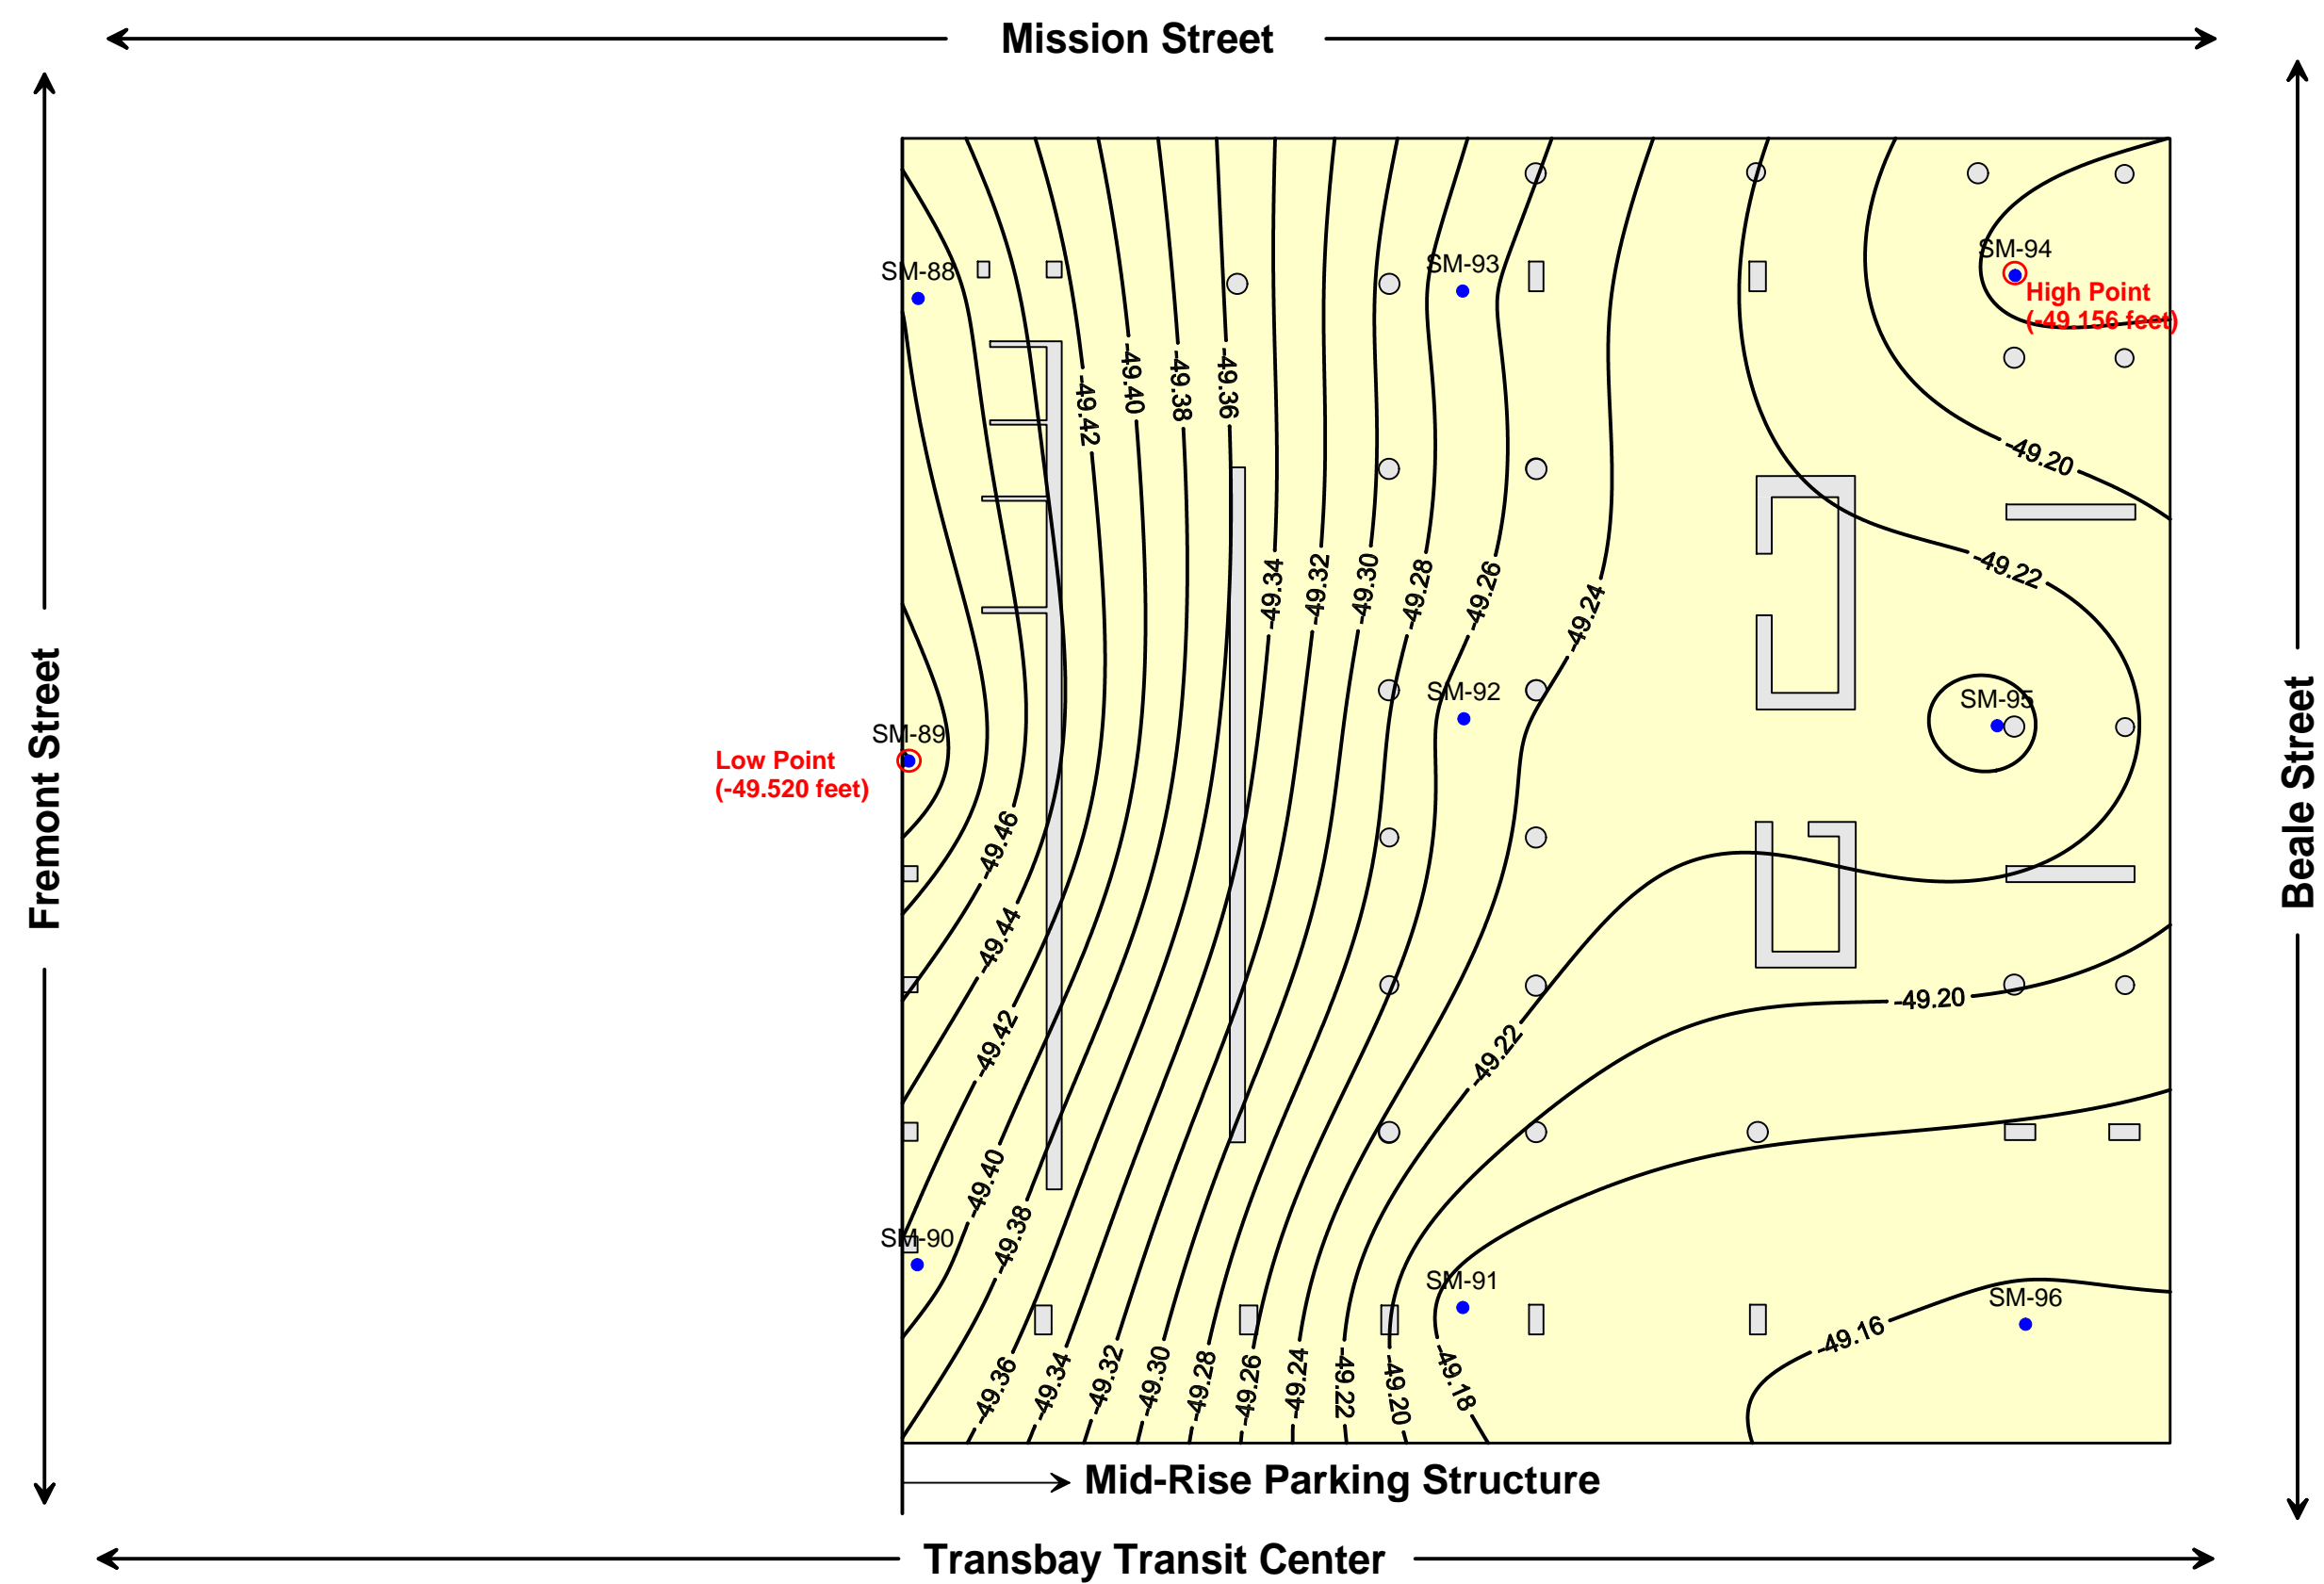 Mission Street
SM-94
SM-93
SM-88
High Point
(-49.156 feet)
-49.42
-49.40
-49.38
-49.36
-49.20
-49.34
-49.32
-49.30
-49.28
-49.26
-49.24
-49.22
Fremont Street
Beale Street
SM-92
SM-95
SM-89
Low Point
(-49.520 feet)
-49.46
-49.44
-49.42
-49.20
-49.22
-49.40
-49.38
SM-90
SM-91
SM-96
-49.16
-49.36
-49.34
-49.32
-49.30
-49.28
-49.26
-49.24
-49.22
-49.20
-49.18
Mid-Rise Parking Structure
Transbay Transit Center